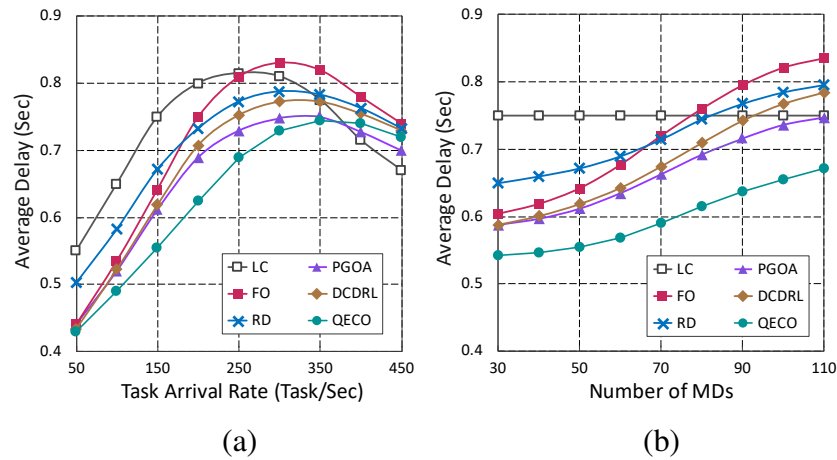 Average Delay (Sec)
0.9
0.8
0.7
0.6
0.5
0.4
LC PGOA
FO DCDRL
RD QECO
50 150 250 350 450
Task Arrival Rate (Task/Sec)
(a)
Average Delay (Sec)
0.9
0.8
0.7
0.6
0.5
0.4
LC PGOA
FO DCDRL
RD QECO
30 50 70 90 110
Number of MDs
(b)